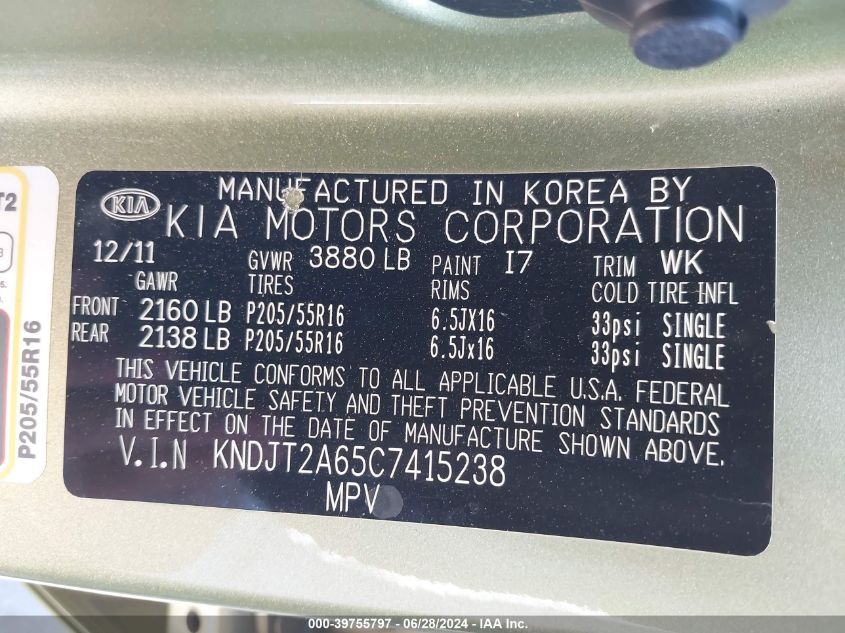 MANUFACTURED IN KOREA BY
KIA KIA MOTORS CORPORATION
12/11 GVWR 3880 LB PAINT I7 TRIM WK
GAWR TIRES RIMS COLD TIRE INFL
FRONT 2160 LB P205/55R16 6.5JX16 33psi SINGLE
REAR 2138 LB P205/55R16 6.5Jx16 33psi SINGLE
THIS VEHICLE CONFORMS TO ALL APPLICABLE U.S.A. FEDERAL
MOTOR VEHICLE SAFETY AND THEFT PREVENTION STANDARDS
IN EFFECT ON THE DATE OF MANUFACTURE SHOWN ABOVE.
V.I.N KNDJT2A65C7415238
MPV
P205/55R16
000-39755797 - 06/28/2024 - IAA Inc.